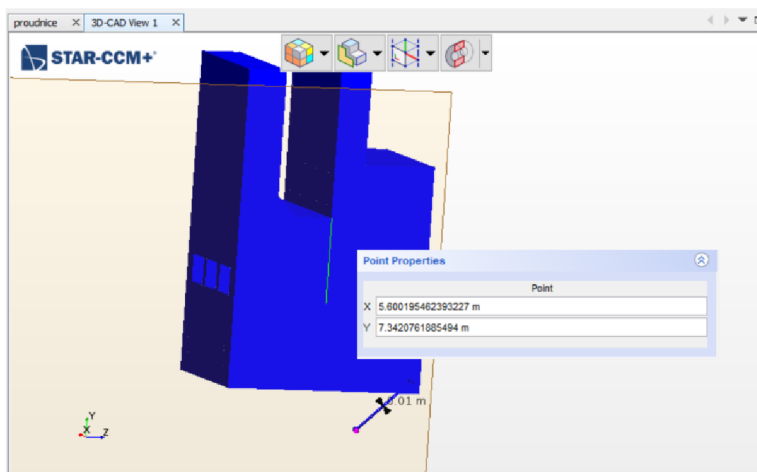 proudnice X 3D-CAD View 1 X
STAR-CCM+®
Point Properties
Point
X 5.600195462393227 m
Y 7.3420761885494 m
0.01 m
Y
X Z